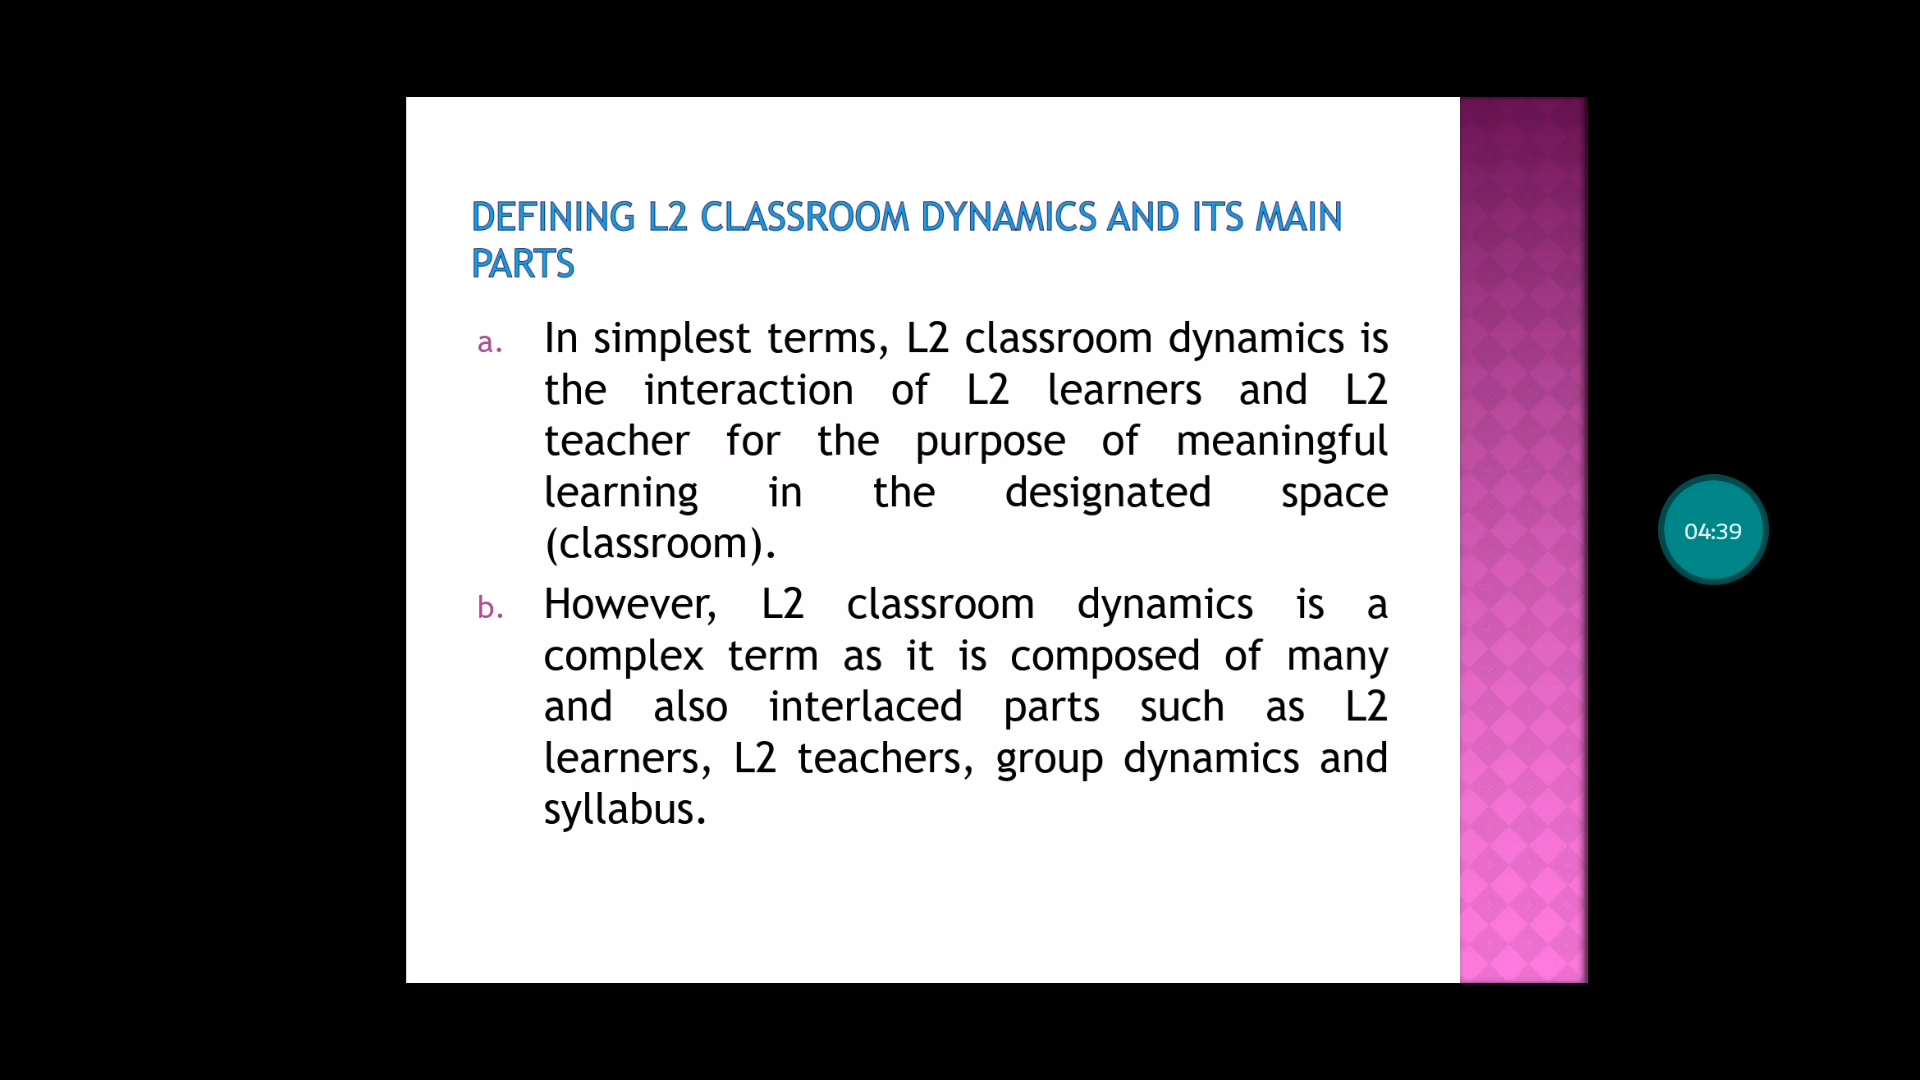 DEFINING L2 CLASSROOM DYNAMICS AND ITS MAIN
PARTS
a. In simplest terms, L2 classroom dynamics is
the interaction of L2 learners and L2
teacher for the purpose of meaningful
learning in the designated space
(classroom).
b. However, L2 classroom dynamics is a
complex term as it is composed of many
and also interlaced parts such as L2
learners, L2 teachers, group dynamics and
syllabus.
04:39